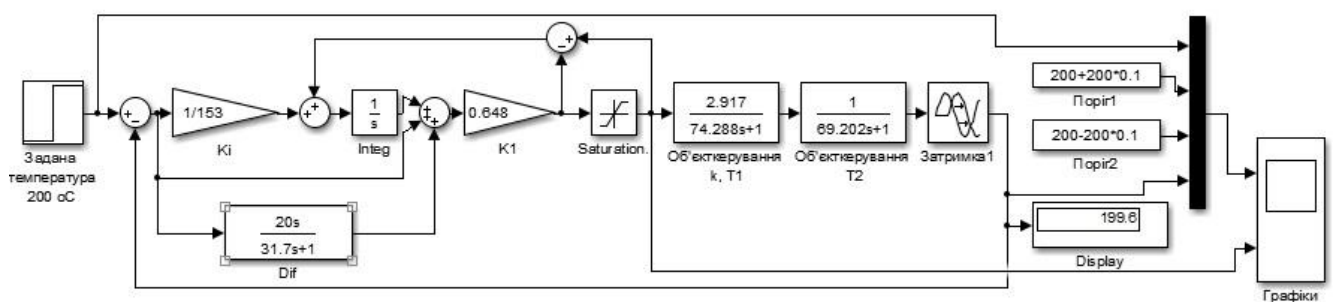 Задана
температура
200 оС
1/153
Ki
1
s
Integ
20s
31.7s+1
Dif
0.648
K1
Saturation.
2.917
74.288s+1
Об'єкткерування
k, T1
1
69.202s+1
Об'єкткерування
T2
Затримка1
200+200*0.1
Поріг1
200-200*0.1
Поріг2
199.6
Display
Графіки